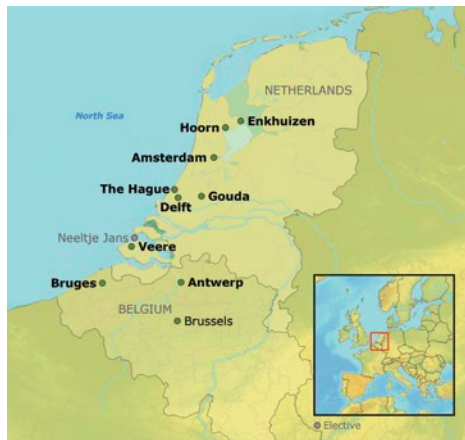 NETHERLANDS
North Sea
Enkhuizen
Hoorn
Amsterdam
The Hague
Gouda
Delft
Neeltje Jans
Veere
Bruges
Antwerp
BELGIUM
Brussels
Elective